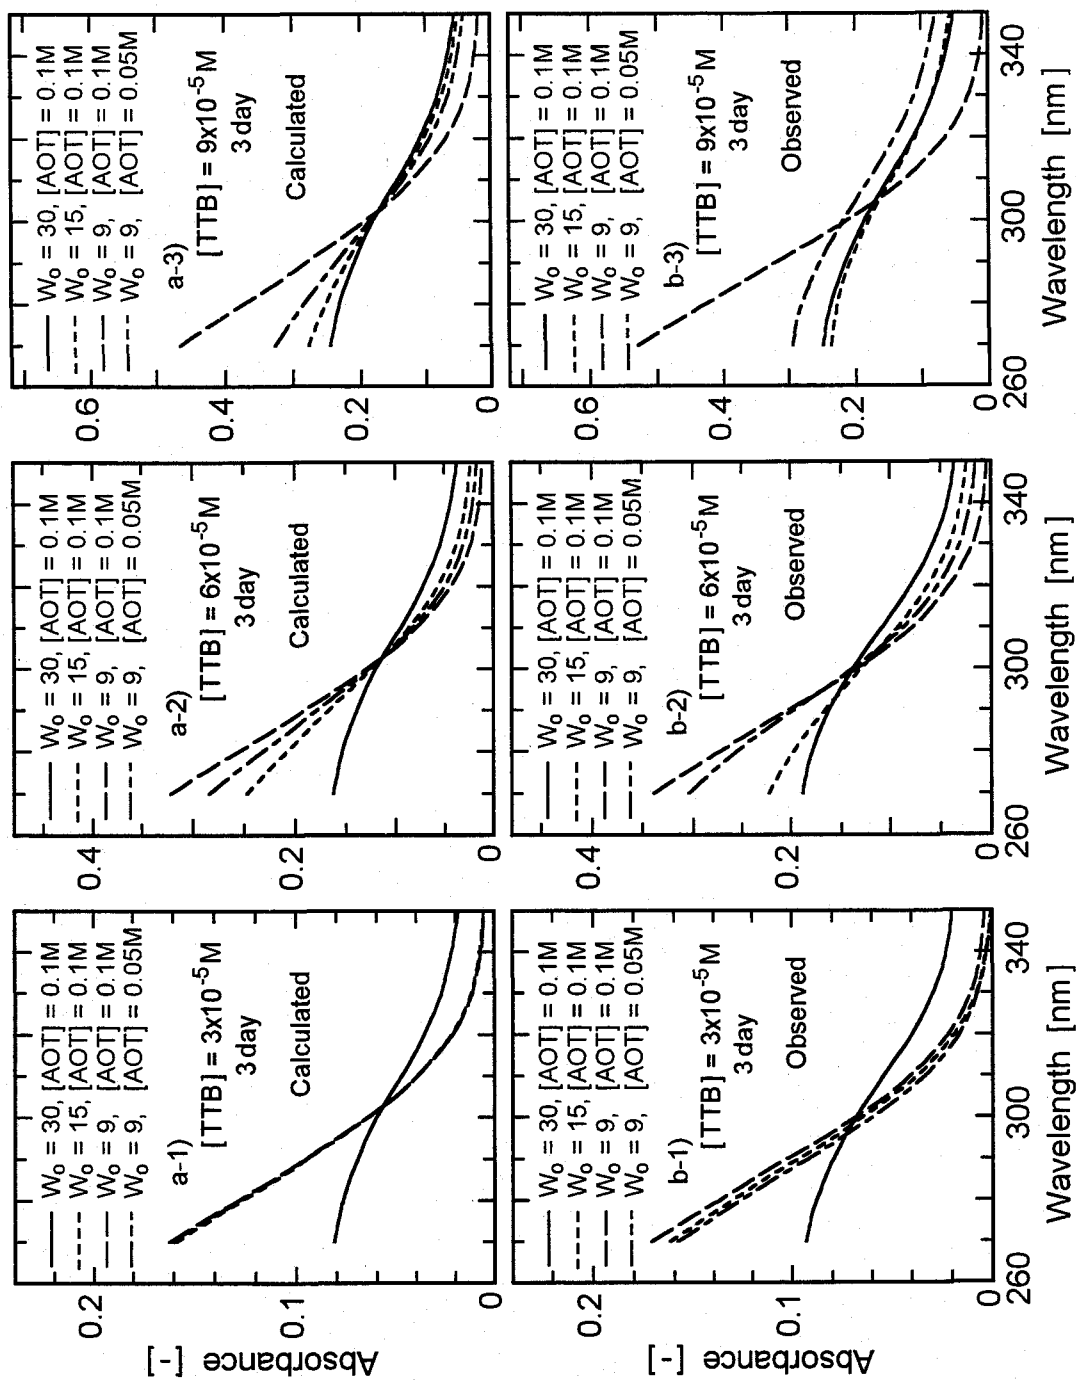 W₀ = 30, [AOT] = 0.1M
W₀ = 15, [AOT] = 0.1M
W₀ = 9, [AOT] = 0.1M
W₀ = 9, [AOT] = 0.05M
a-1)
[TTB] = 3x10⁻⁵M
3 day
Calculated
0.2
0.1
0
Absorbance [-]
W₀ = 30, [AOT] = 0.1M
W₀ = 15, [AOT] = 0.1M
W₀ = 9, [AOT] = 0.1M
W₀ = 9, [AOT] = 0.05M
a-2)
[TTB] = 6x10⁻⁵M
3 day
Calculated
0.4
0.2
0
W₀ = 30, [AOT] = 0.1M
W₀ = 15, [AOT] = 0.1M
W₀ = 9, [AOT] = 0.1M
W₀ = 9, [AOT] = 0.05M
a-3)
[TTB] = 9x10⁻⁵M
3 day
Calculated
0.6
0.4
0.2
0
W₀ = 30, [AOT] = 0.1M
W₀ = 15, [AOT] = 0.1M
W₀ = 9, [AOT] = 0.1M
W₀ = 9, [AOT] = 0.05M
b-1)
[TTB] = 3x10⁻⁵M
3 day
Observed
0.2
0.1
0
Absorbance [-]
260 300 340
Wavelength [nm]
W₀ = 30, [AOT] = 0.1M
W₀ = 15, [AOT] = 0.1M
W₀ = 9, [AOT] = 0.1M
W₀ = 9, [AOT] = 0.05M
b-2)
[TTB] = 6x10⁻⁵M
3 day
Observed
0.4
0.2
0
260 300 340
Wavelength [nm]
W₀ = 30, [AOT] = 0.1M
W₀ = 15, [AOT] = 0.1M
W₀ = 9, [AOT] = 0.1M
W₀ = 9, [AOT] = 0.05M
b-3)
[TTB] = 9x10⁻⁵M
3 day
Observed
0.6
0.4
0.2
0
260 300 340
Wavelength [nm]